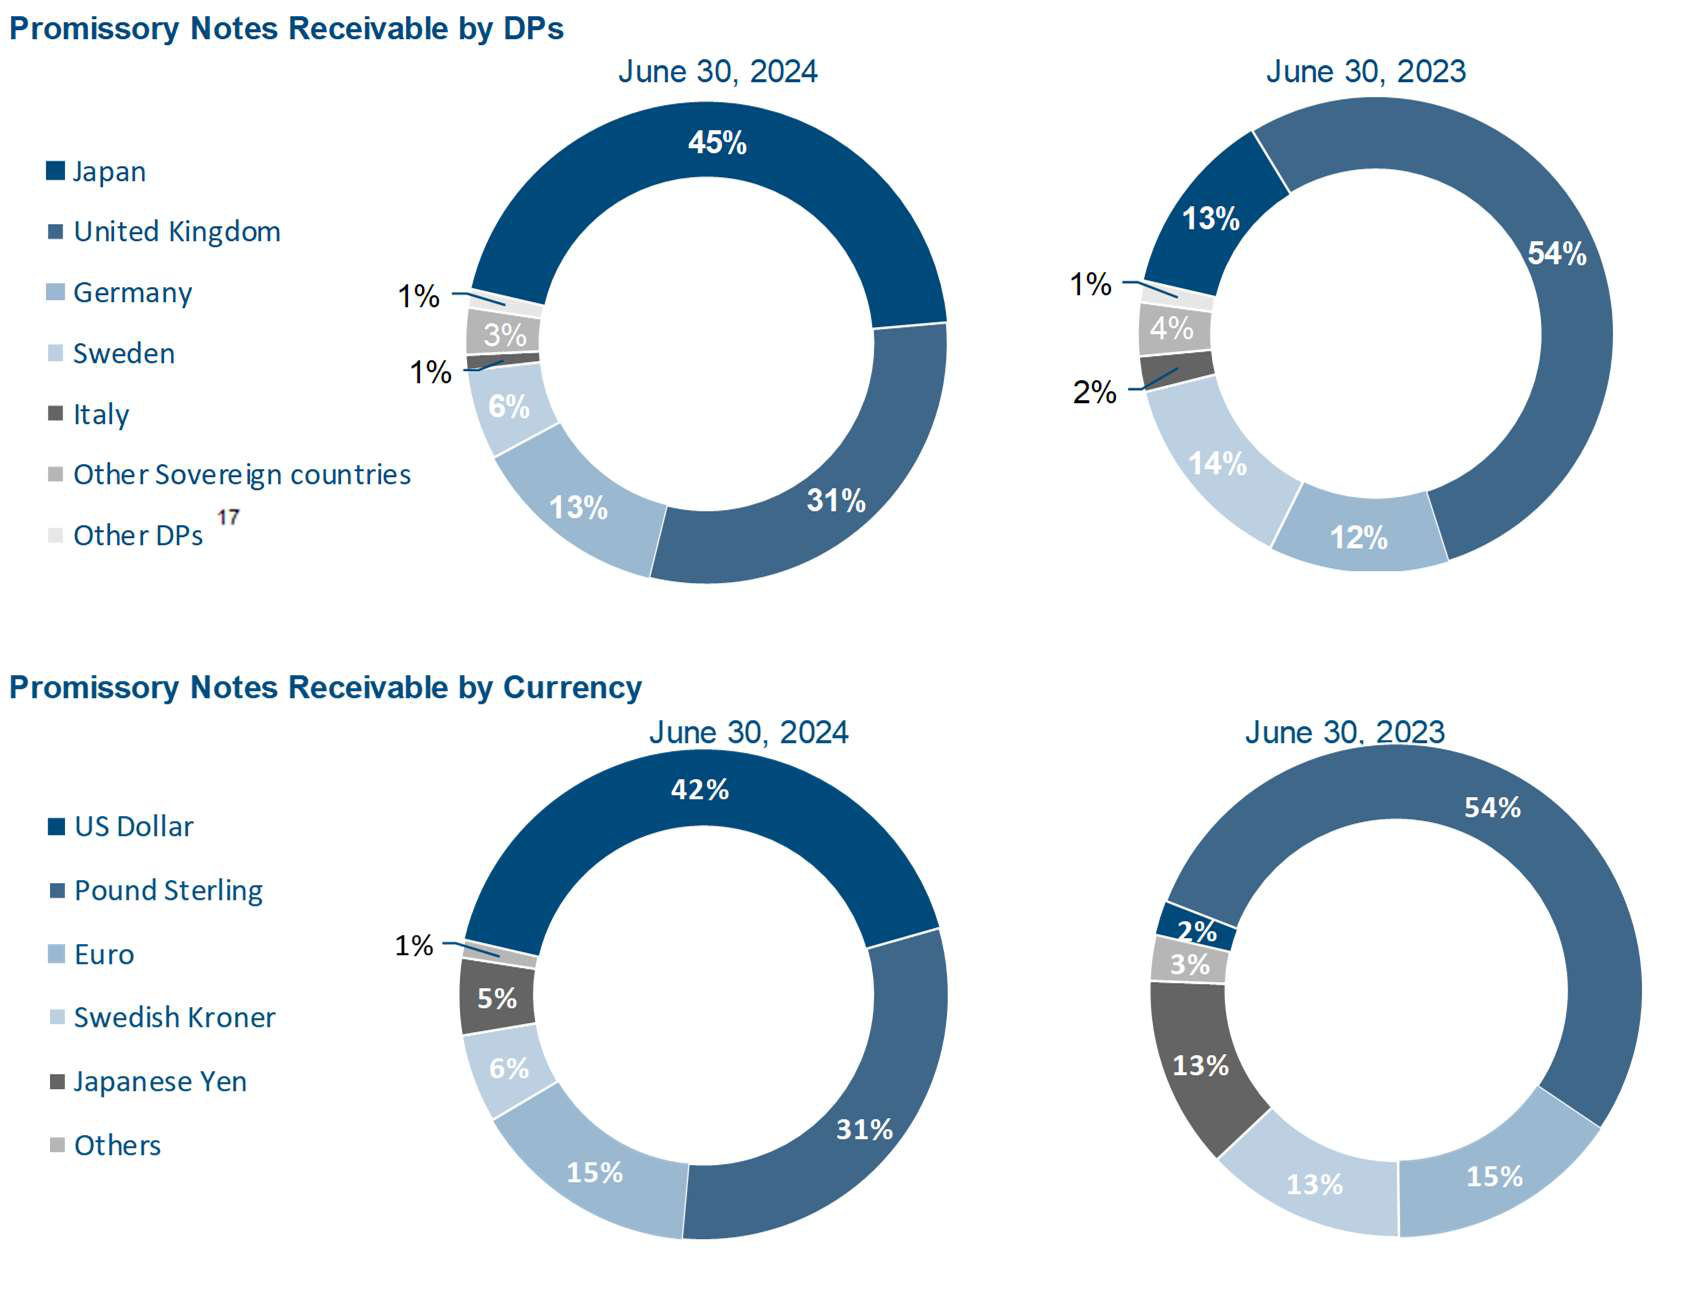 Promissory Notes Receivable by DPs
June 30, 2024
June 30, 2023
Japan
United Kingdom
Germany
Sweden
Italy
Other Sovereign countries
Other DPs 17
45%
31%
13%
6%
1%
3%
1%
13%
54%
12%
14%
2%
4%
1%
Promissory Notes Receivable by Currency
June 30, 2024
June 30, 2023
US Dollar
Pound Sterling
Euro
Swedish Kroner
Japanese Yen
Others
42%
31%
15%
6%
5%
1%
54%
15%
13%
13%
3%
2%